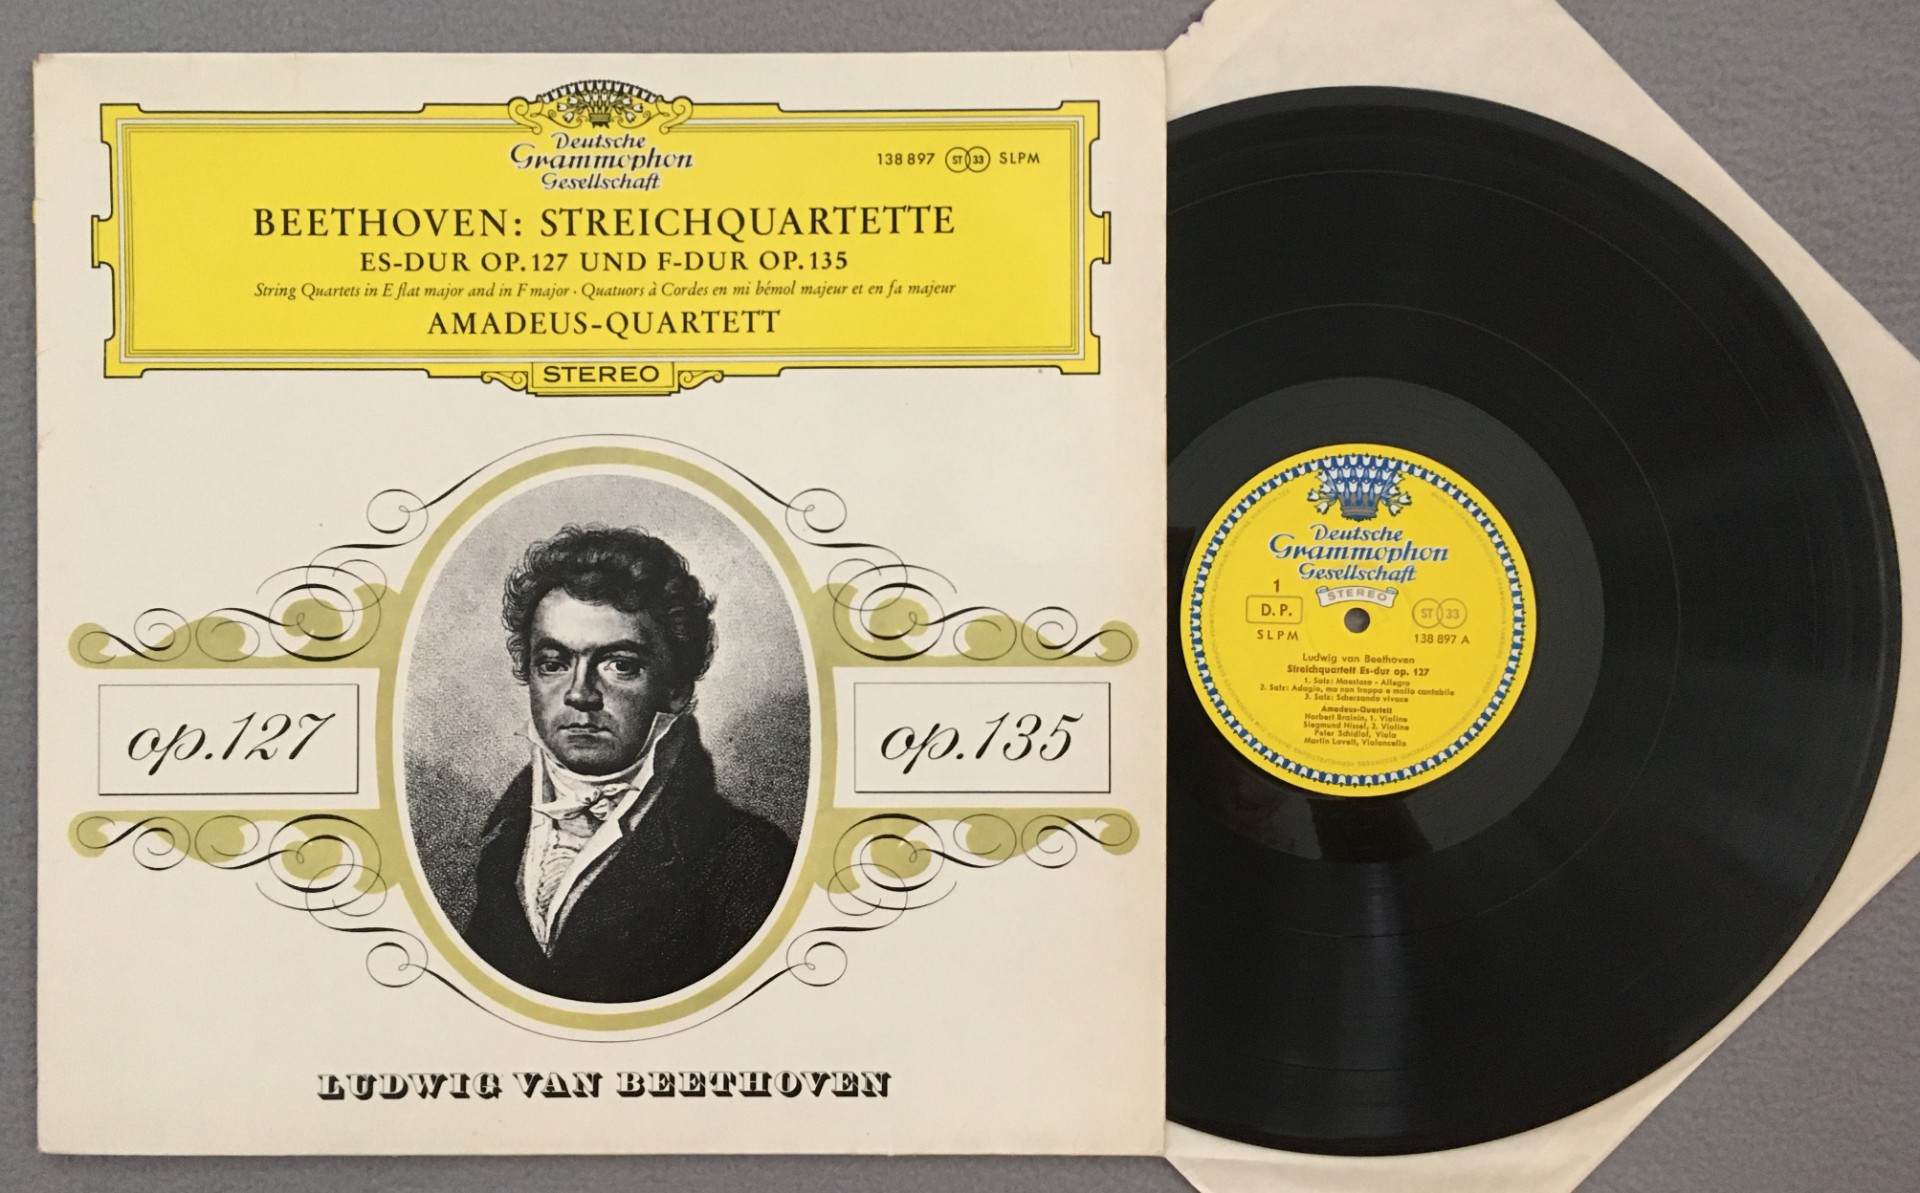 Deutsche
Grammophon
Gesellschaft
138 897 ST 33 SLPM
BEETHOVEN: STREICHQUARTETTE
ES-DUR OP. 127 UND F-DUR OP. 135
String Quartets in E flat major and in F major · Quatuors à Cordes en mi bémol majeur et en fa majeur
AMADEUS-QUARTETT
STEREO
op. 127
op. 135
LUDWIG VAN BEETHOVEN
Deutsche
Grammophon
Gesellschaft
STEREO
1
D. P.
SLPM
ST 33
138 897 A
Ludwig van Beethoven
Streichquartett Es-dur op. 127
1. Satz: Maestoso - Allegro
2. Satz: Adagio, ma non troppo e molto cantabile
3. Satz: Scherzando vivace
Amadeus-Quartett
Norbert Brainin, 1. Violine
Siegmund Nissel, 2. Violine
Peter Schidlof, Viola
Martin Lovett, Violoncello